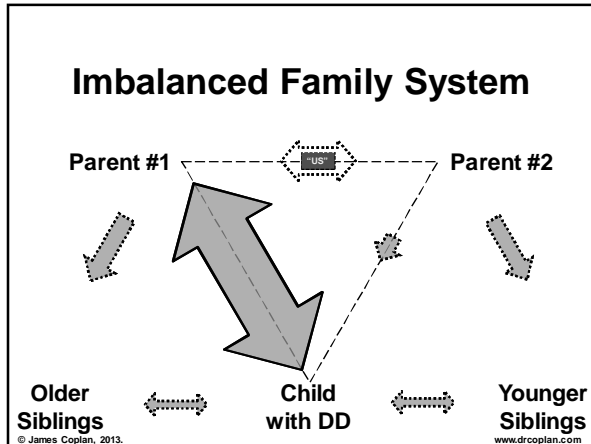 Imbalanced Family System
Parent #1
"US"
Parent #2
Older
Siblings
Child
with DD
Younger
Siblings
© James Coplan, 2013.
www.drcoplan.com